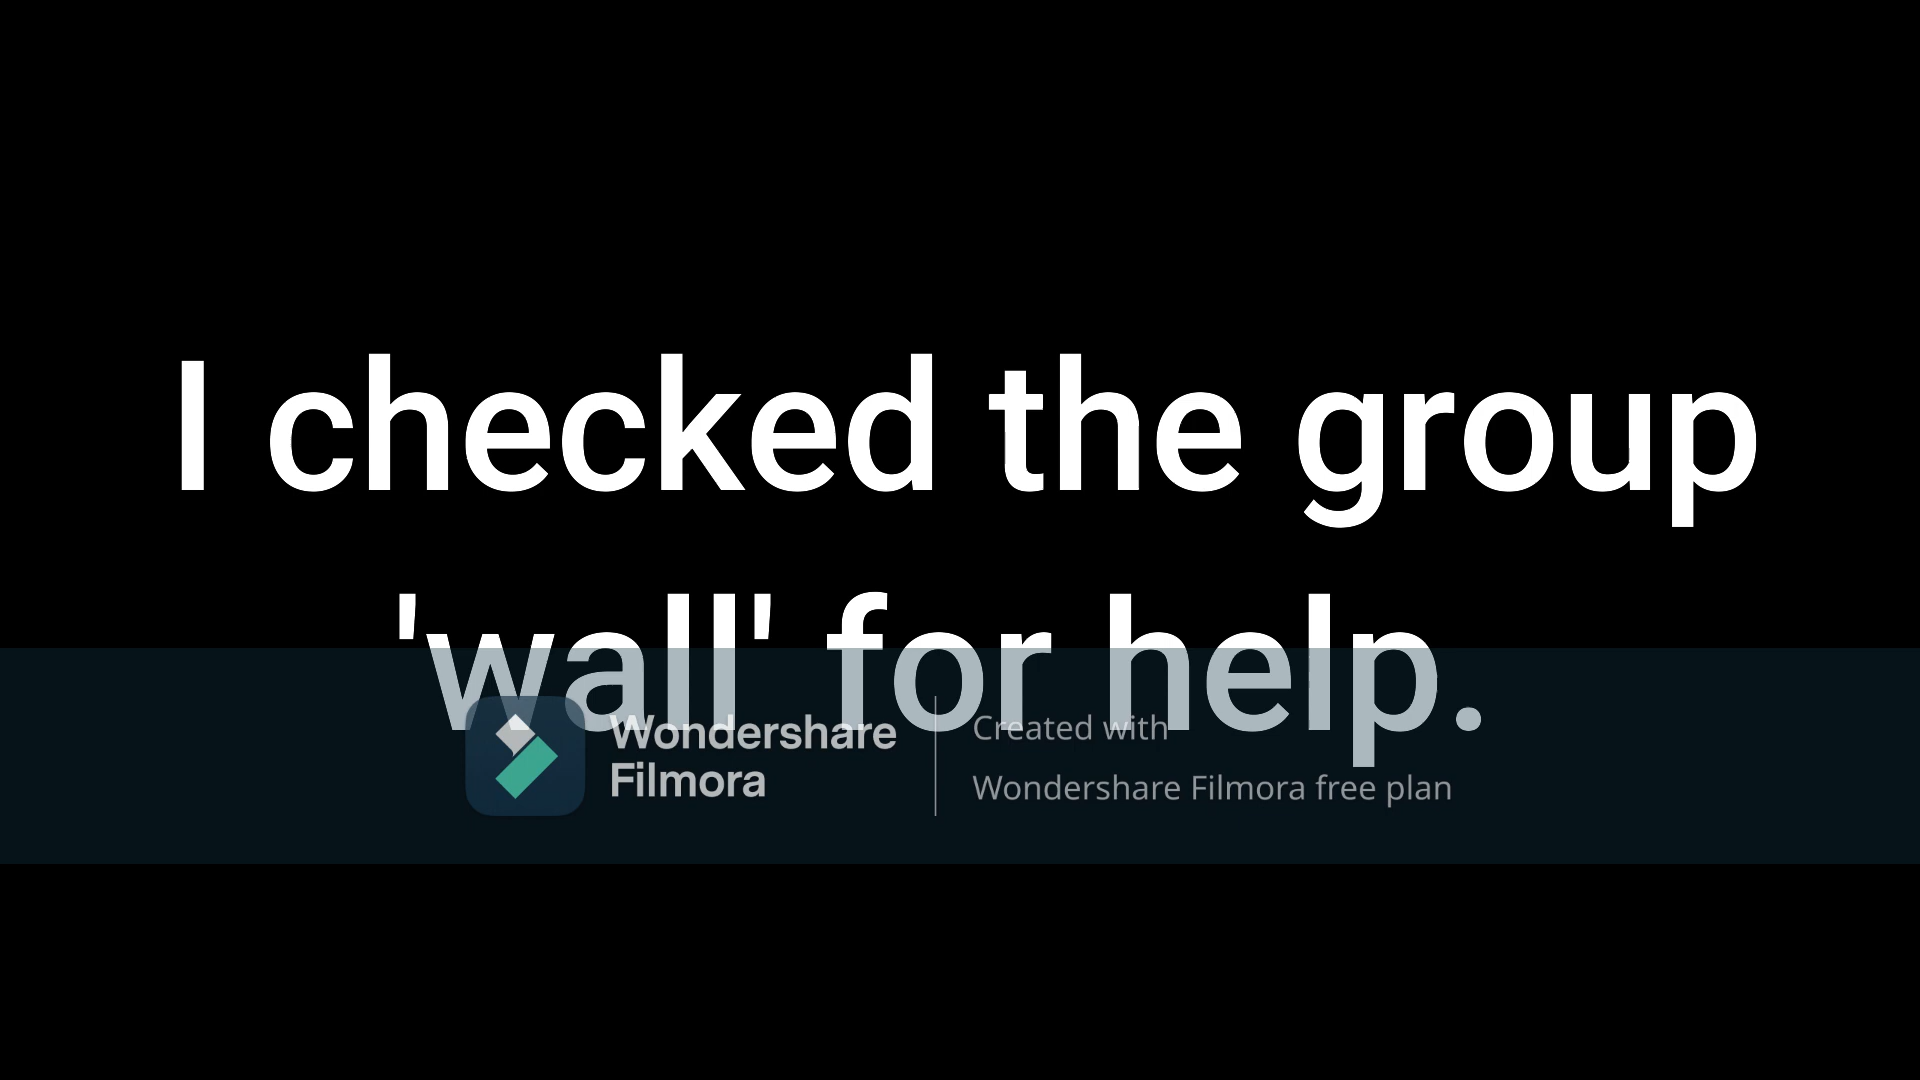 I checked the group
'wall' for help.
Wondershare
Filmora
Created with
Wondershare Filmora free plan